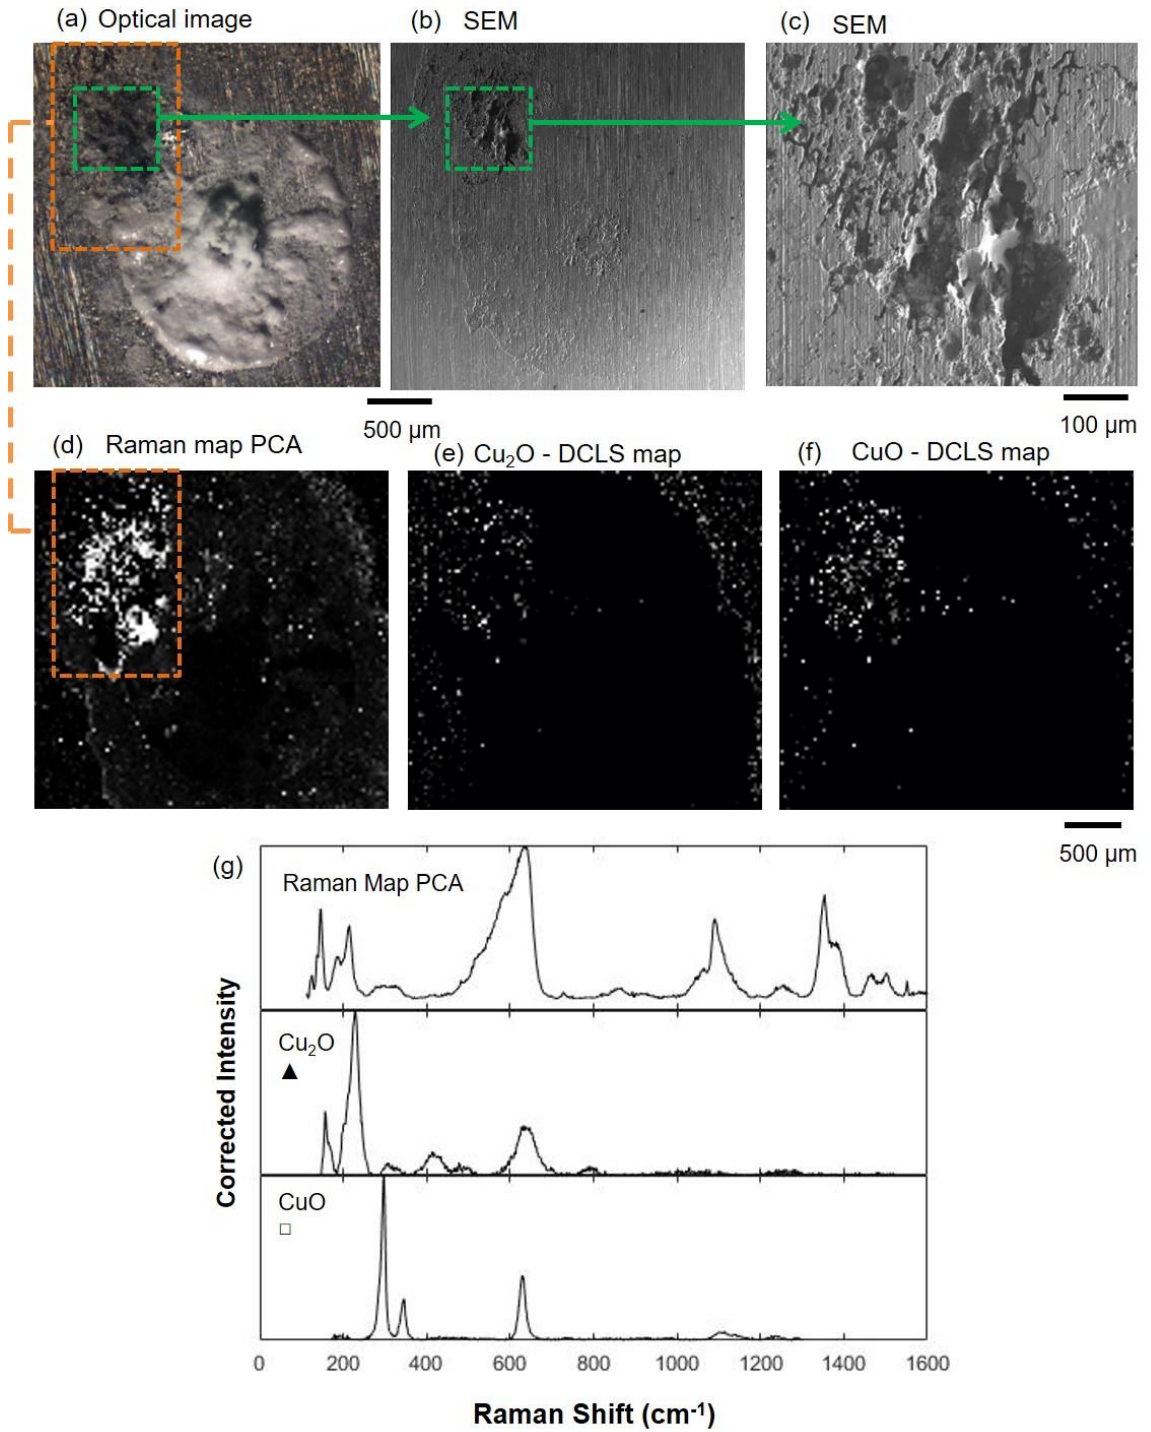 (a) Optical image
(b) SEM
(c) SEM
500 µm
100 µm
(d) Raman map PCA
(e) Cu₂O - DCLS map
(f) CuO - DCLS map
500 µm
(g)
Raman Map PCA
Cu₂O
▲
CuO
□
Corrected Intensity
0 200 400 600 800 1000 1200 1400 1600
Raman Shift (cm⁻¹)